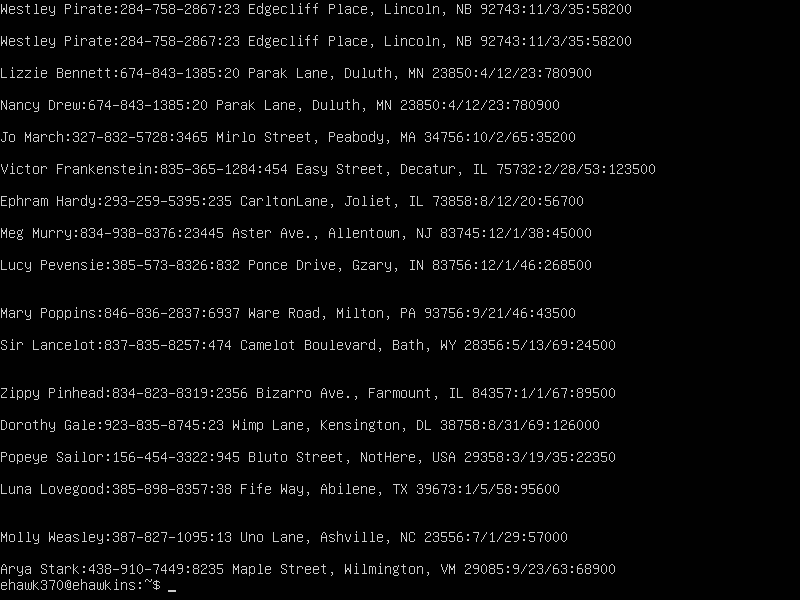 Westley Pirate:284-758-2867:23 Edgecliff Place, Lincoln, NB 92743:11/3/35:58200
Westley Pirate:284-758-2867:23 Edgecliff Place, Lincoln, NB 92743:11/3/35:58200
Lizzie Bennett:674-843-1385:20 Parak Lane, Duluth, MN 23850:4/12/23:780900
Nancy Drew:674-843-1385:20 Parak Lane, Duluth, MN 23850:4/12/23:780900
Jo March:327-832-5728:3465 Mirlo Street, Peabody, MA 34756:10/2/65:35200
Victor Frankenstein:835-365-1284:454 Easy Street, Decatur, IL 75732:2/28/53:123500
Ephram Hardy:293-259-5395:235 CarltonLane, Joliet, IL 73858:8/12/20:56700
Meg Murry:834-938-8376:23445 Aster Ave., Allentown, NJ 83745:12/1/38:45000
Lucy Pevensie:385-573-8326:832 Ponce Drive, Gzary, IN 83756:12/1/46:268500
Mary Poppins:846-836-2837:6937 Ware Road, Milton, PA 93756:9/21/46:43500
Sir Lancelot:837-835-8257:474 Camelot Boulevard, Bath, WY 28356:5/13/69:24500
Zippy Pinhead:834-823-8319:2356 Bizarro Ave., Farmount, IL 84357:1/1/67:89500
Dorothy Gale:923-835-8745:23 Wimp Lane, Kensington, DL 38758:8/31/69:126000
Popeye Sailor:156-454-3322:945 Bluto Street, NotHere, USA 29358:3/19/35:22350
Luna Lovegood:385-898-8357:38 Fife Way, Abilene, TX 39673:1/5/58:95600
Molly Weasley:387-827-1095:13 Uno Lane, Ashville, NC 23556:7/1/29:57000
Arya Stark:438-910-7449:8235 Maple Street, Wilmington, VM 29085:9/23/63:68900
ehawk370@ehawkins:~$ _